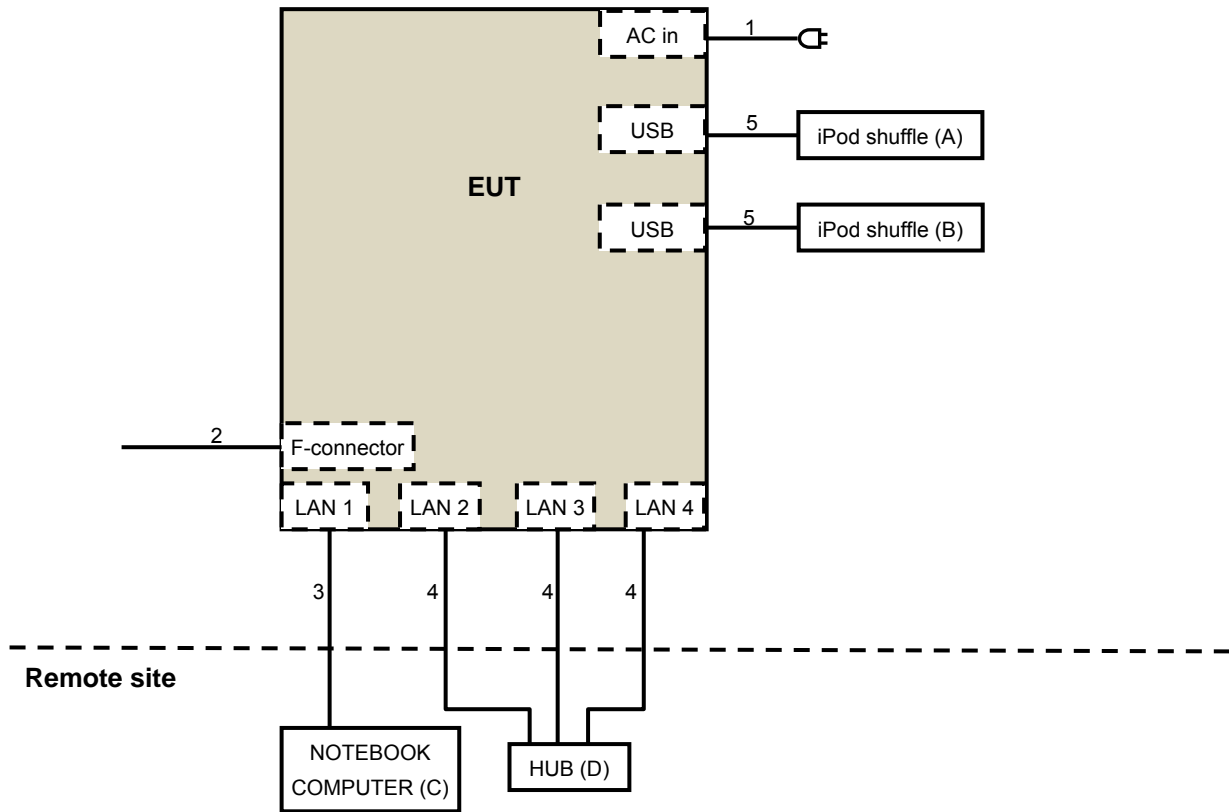 AC in
1
USB
5
iPod shuffle (A)
EUT
USB
5
iPod shuffle (B)
2
F-connector
LAN 1
LAN 2
LAN 3
LAN 4
3
4
4
4
Remote site
NOTEBOOK
COMPUTER (C)
HUB (D)